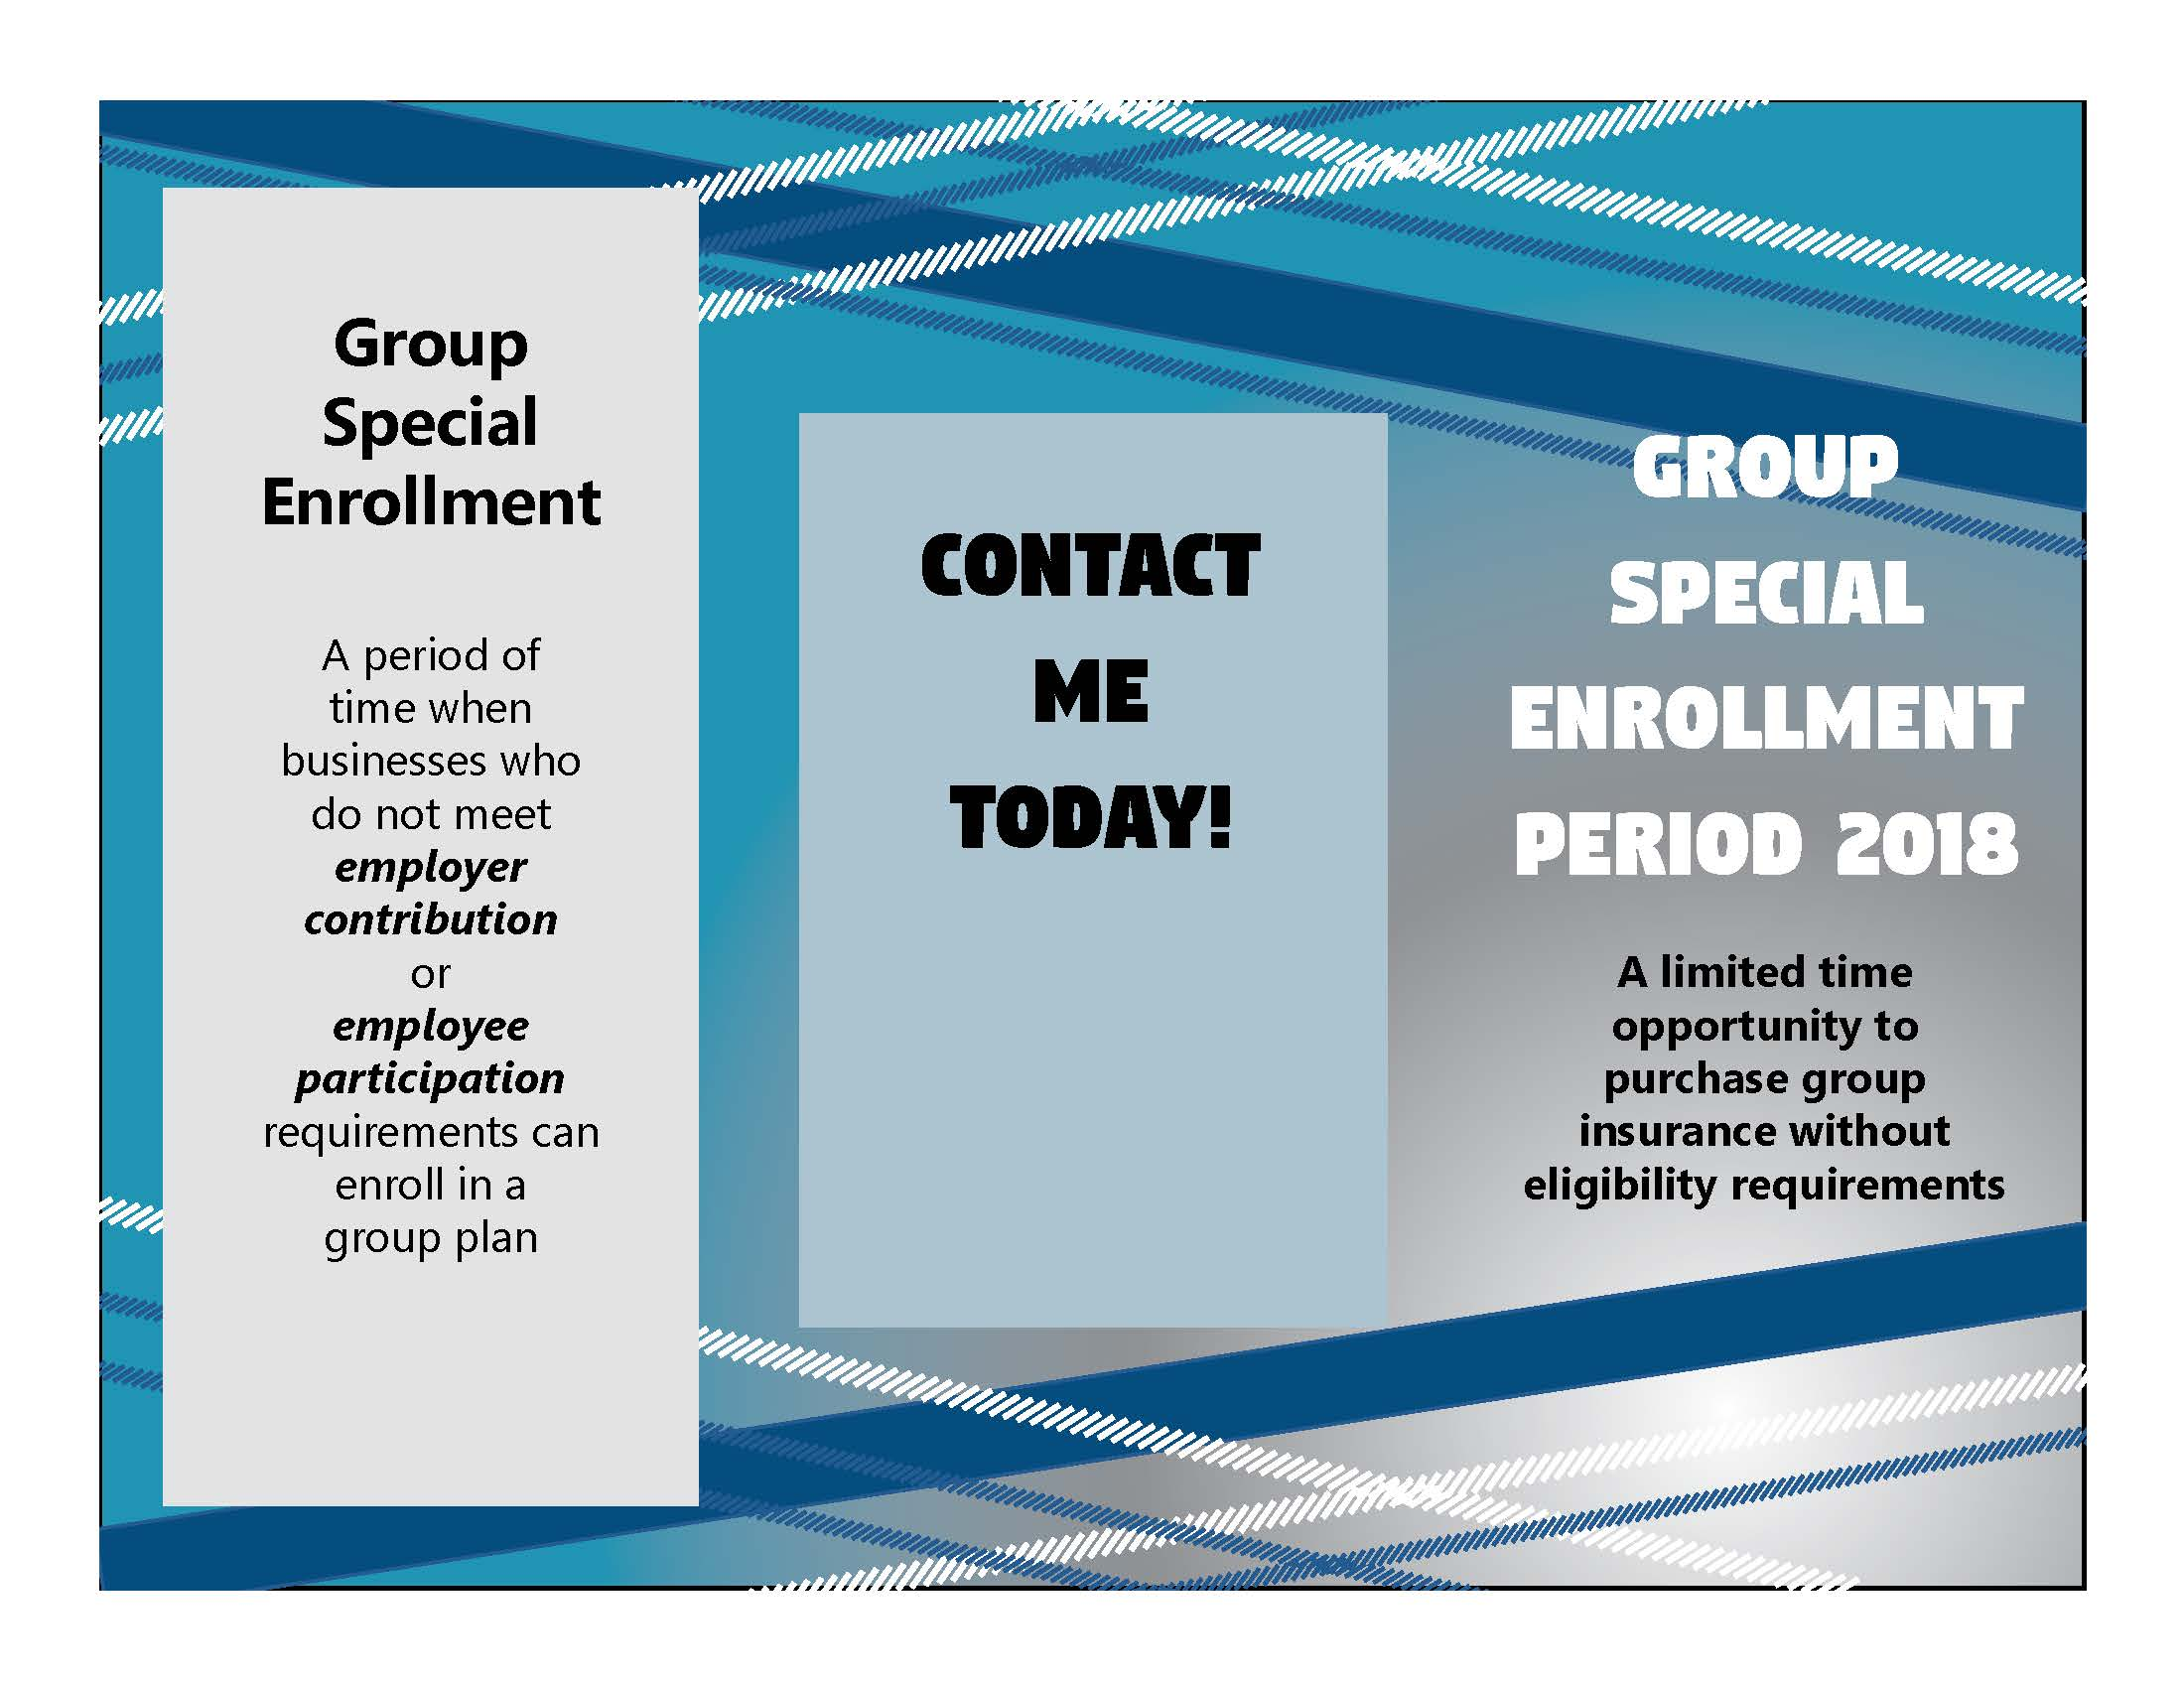 Group
Special
Enrollment
A period of
time when
businesses who
do not meet
employer
contribution
or
employee
participation
requirements can
enroll in a
group plan
CONTACT
ME
TODAY!
GROUP
SPECIAL
ENROLLMENT
PERIOD 2018
A limited time
opportunity to
purchase group
insurance without
eligibility requirements